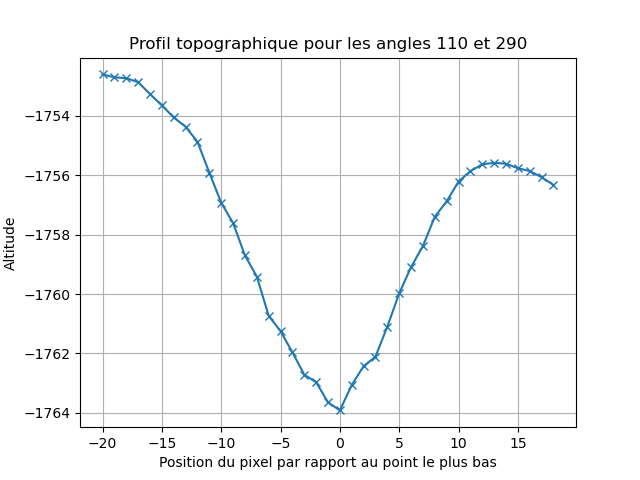 Profil topographique pour les angles 110 et 290
Altitude
−1754
−1756
−1758
−1760
−1762
−1764
−20 −15 −10 −5 0 5 10 15
Position du pixel par rapport au point le plus bas